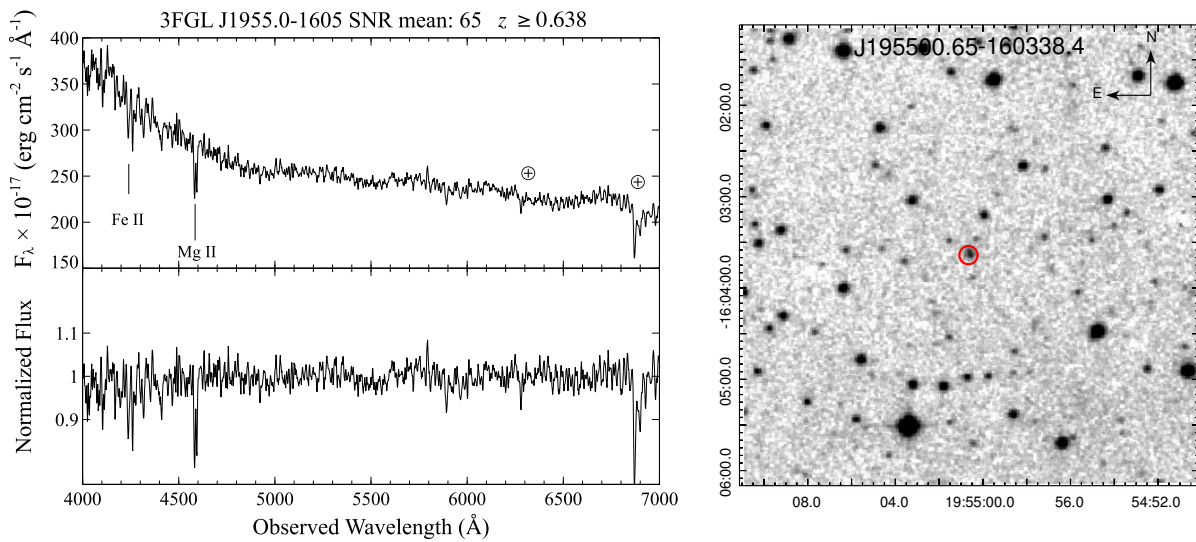 3FGL J1955.0-1605 SNR mean: 65 z ≥ 0.638
400
350
300
250
200
150
F_λ × 10⁻¹⁷ (erg cm⁻² s⁻¹ Å⁻¹)
Fe II
Mg II
⊕
⊕
1.1
1
0.9
Normalized Flux
4000 4500 5000 5500 6000 6500 7000
Observed Wavelength (Å)
J195500.65-160338.4
N
E
02:00.0
03:00.0
-16:04:00.0
05:00.0
06:00.0
08.0 04.0 19:55:00.0 56.0 54:52.0